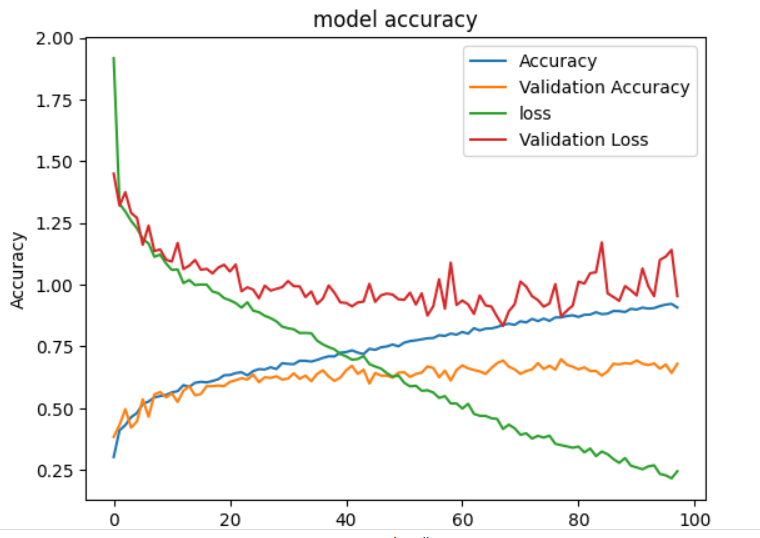 model accuracy
Accuracy
Validation Accuracy
loss
Validation Loss
Accuracy
2.00
1.75
1.50
1.25
1.00
0.75
0.50
0.25
0 20 40 60 80 100